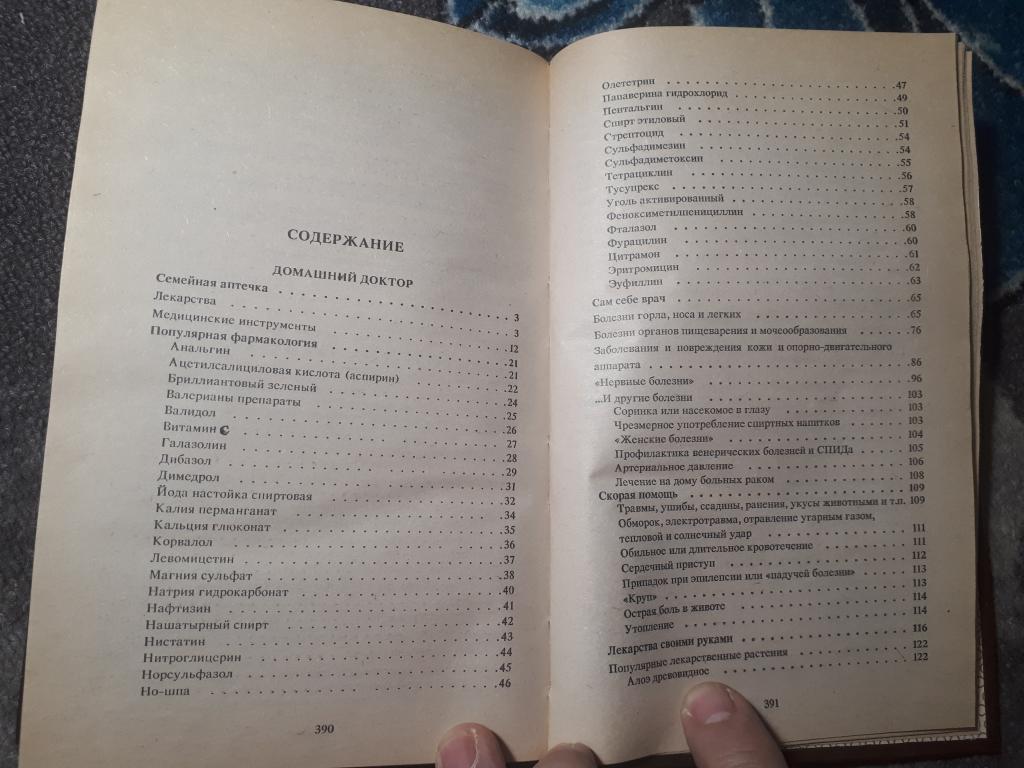 СОДЕРЖАНИЕ
ДОМАШНИЙ ДОКТОР
Семейная аптечка . . . . . . . . . . 3
Лекарства . . . . . . . . . . 3
Медицинские инструменты . . . . . . . . . . 12
Популярная фармакология . . . . . . . . . . 21
Анальгин . . . . . . . . . . 21
Ацетилсалициловая кислота (аспирин) . . . . . . . . . . 22
Бриллиантовый зеленый . . . . . . . . . . 24
Валерианы препараты . . . . . . . . . . 25
Валидол . . . . . . . . . . 26
Витамин С . . . . . . . . . . 27
Галазолин . . . . . . . . . . 28
Дибазол . . . . . . . . . . 29
Димедрол . . . . . . . . . . 31
Йода настойка спиртовая . . . . . . . . . . 32
Калия перманганат . . . . . . . . . . 34
Кальция глюконат . . . . . . . . . . 35
Корвалол . . . . . . . . . . 36
Левомицетин . . . . . . . . . . 37
Магния сульфат . . . . . . . . . . 38
Натрия гидрокарбонат . . . . . . . . . . 40
Нафтизин . . . . . . . . . . 41
Нашатырный спирт . . . . . . . . . . 42
Нистатин . . . . . . . . . . 43
Нитроглицерин . . . . . . . . . . 44
Норсульфазол . . . . . . . . . . 45
Но-шпа . . . . . . . . . . 46
390
Олететрин . . . . . . . . . . 47
Папаверина гидрохлорид . . . . . . . . . . 49
Пентальгин . . . . . . . . . . 50
Спирт этиловый . . . . . . . . . . 51
Стрептоцид . . . . . . . . . . 54
Сульфадимезин . . . . . . . . . . 54
Сульфадиметоксин . . . . . . . . . . 55
Тетрациклин . . . . . . . . . . 56
Тусупрекс . . . . . . . . . . 57
Уголь активированный . . . . . . . . . . 58
Феноксиметилпенициллин . . . . . . . . . . 58
Фталазол . . . . . . . . . . 60
Фурацилин . . . . . . . . . . 60
Цитрамон . . . . . . . . . . 61
Эритромицин . . . . . . . . . . 62
Эуфиллин . . . . . . . . . . 63
Сам себе врач . . . . . . . . . . 65
Болезни горла, носа и легких . . . . . . . . . . 65
Болезни органов пищеварения и мочеобразования . . . . . 76
Заболевания и повреждения кожи и опорно-двигательного
аппарата . . . . . . . . . . 86
«Нервные болезни» . . . . . . . . . . 96
...И другие болезни . . . . . . . . . . 103
Соринка или насекомое в глазу . . . . . . . . . . 103
Чрезмерное употребление спиртных напитков . . . . . 103
«Женские болезни» . . . . . . . . . . 104
Профилактика венерических болезней и СПИДа . . . . . 105
Артериальное давление . . . . . . . . . . 106
Лечение на дому больных раком . . . . . . . . . . 108
Скорая помощь . . . . . . . . . . 109
Травмы, ушибы, ссадины, ранения, укусы животными и т.п. 109
Обморок, электротравма, отравление угарным газом,
тепловой и солнечный удар . . . . . . . . . . 111
Обильное или длительное кровотечение . . . . . . . 111
Сердечный приступ . . . . . . . . . . 112
Припадок при эпилепсии или «падучей болезни» . . . . . 113
«Круп» . . . . . . . . . . 113
Острая боль в животе . . . . . . . . . . 114
Утопление . . . . . . . . . . 114
Лекарства своими руками . . . . . . . . . . 116
Популярные лекарственные растения . . . . . . . . . . 122
Алоэ древовидное . . . . . . . . . . 122
391